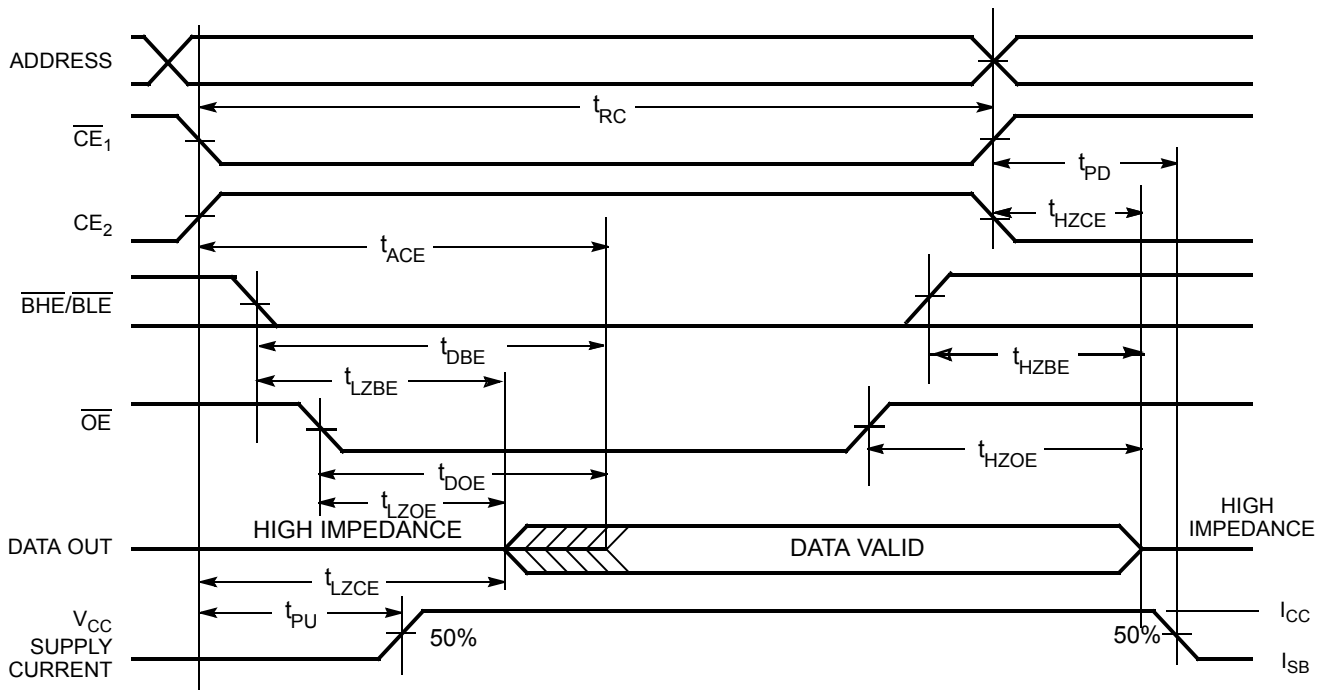 ADDRESS
tRC
CE1
tPD
CE2
tHZCE
tACE
BHE/BLE
tDBE
tHZBE
tLZBE
OE
tHZOE
tDOE
tLZOE
HIGH IMPEDANCE
HIGH
IMPEDANCE
DATA OUT
DATA VALID
tLZCE
tPU
VCC
SUPPLY
CURRENT
50%
50%
ICC
ISB